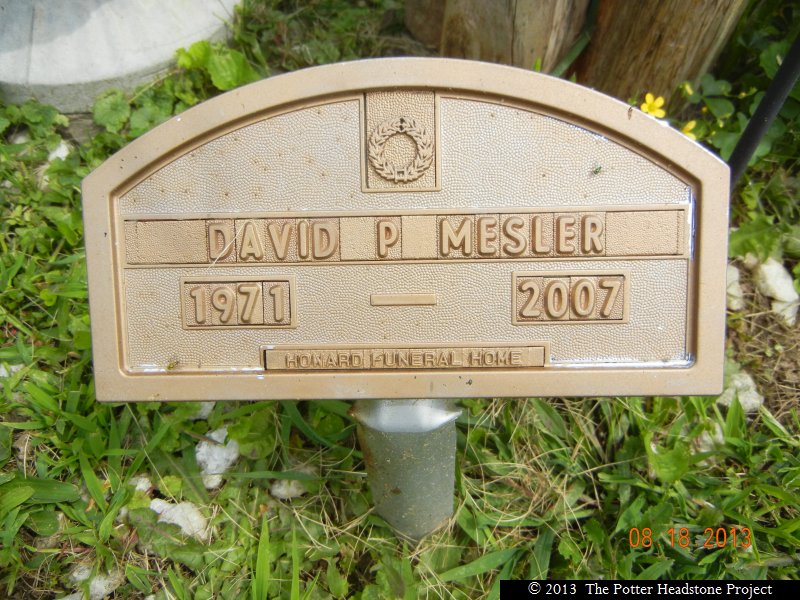 DAVID P MESLER
1971 — 2007
HOWARD FUNERAL HOME
08 18 2013
© 2013 The Potter Headstone Project